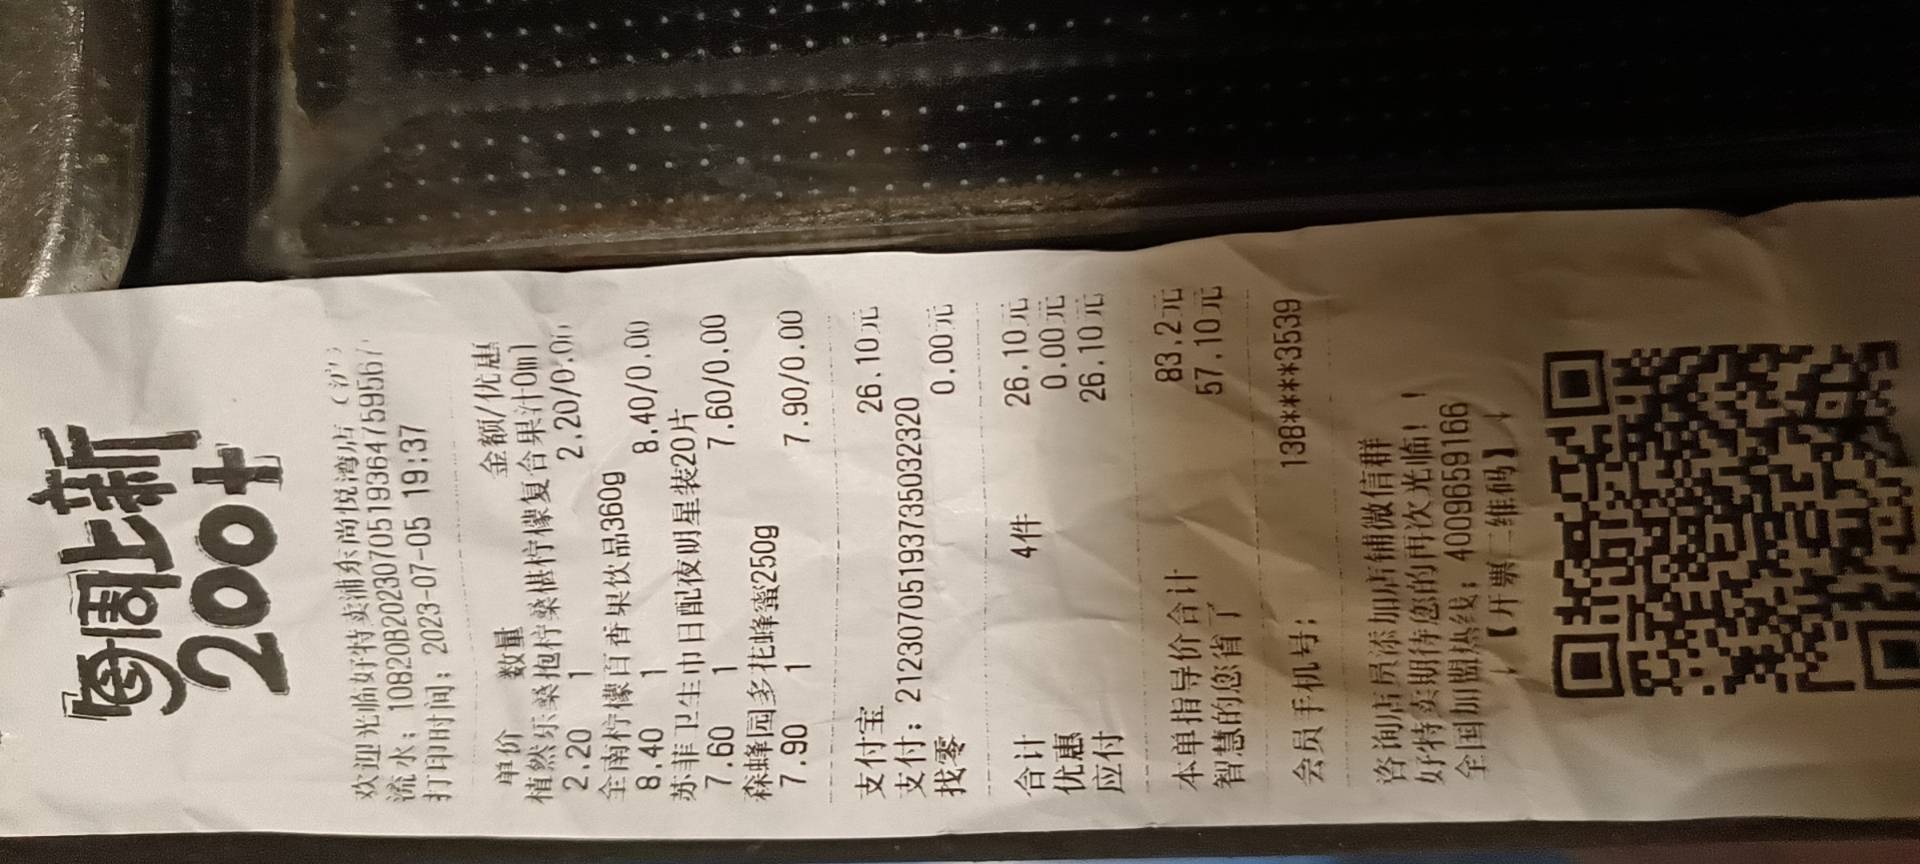 每周上新
200+
欢迎光临好特卖浦东尚悦湾店（沪
流水：10820B2023070519364759567
打印时间：2023-07-05 19:37
单价 数量 金额/优惠
植然乐桑抱柠桑椹柠檬复合果汁0ml
2.20 1 2.20/0.00
全南柠檬百香果饮品360g
8.40 1 8.40/0.00
苏菲卫生巾日配夜明星装20片
7.60 1 7.60/0.00
森蜂园多花蜂蜜250g
7.90 1 7.90/0.00
支付宝 26.10元
支付：2123070519373503​2320
找零 0.00元
合计 4件 26.10元
优惠 0.00元
应付 26.10元
本单指导价合计 83.2元
智慧的您省了 57.10元
会员手机号： 138****3539
咨询店员添加店铺微信群
好特卖期待您的再次光临！！
全国加盟热线：4009659166
↓【开票二维码】↓